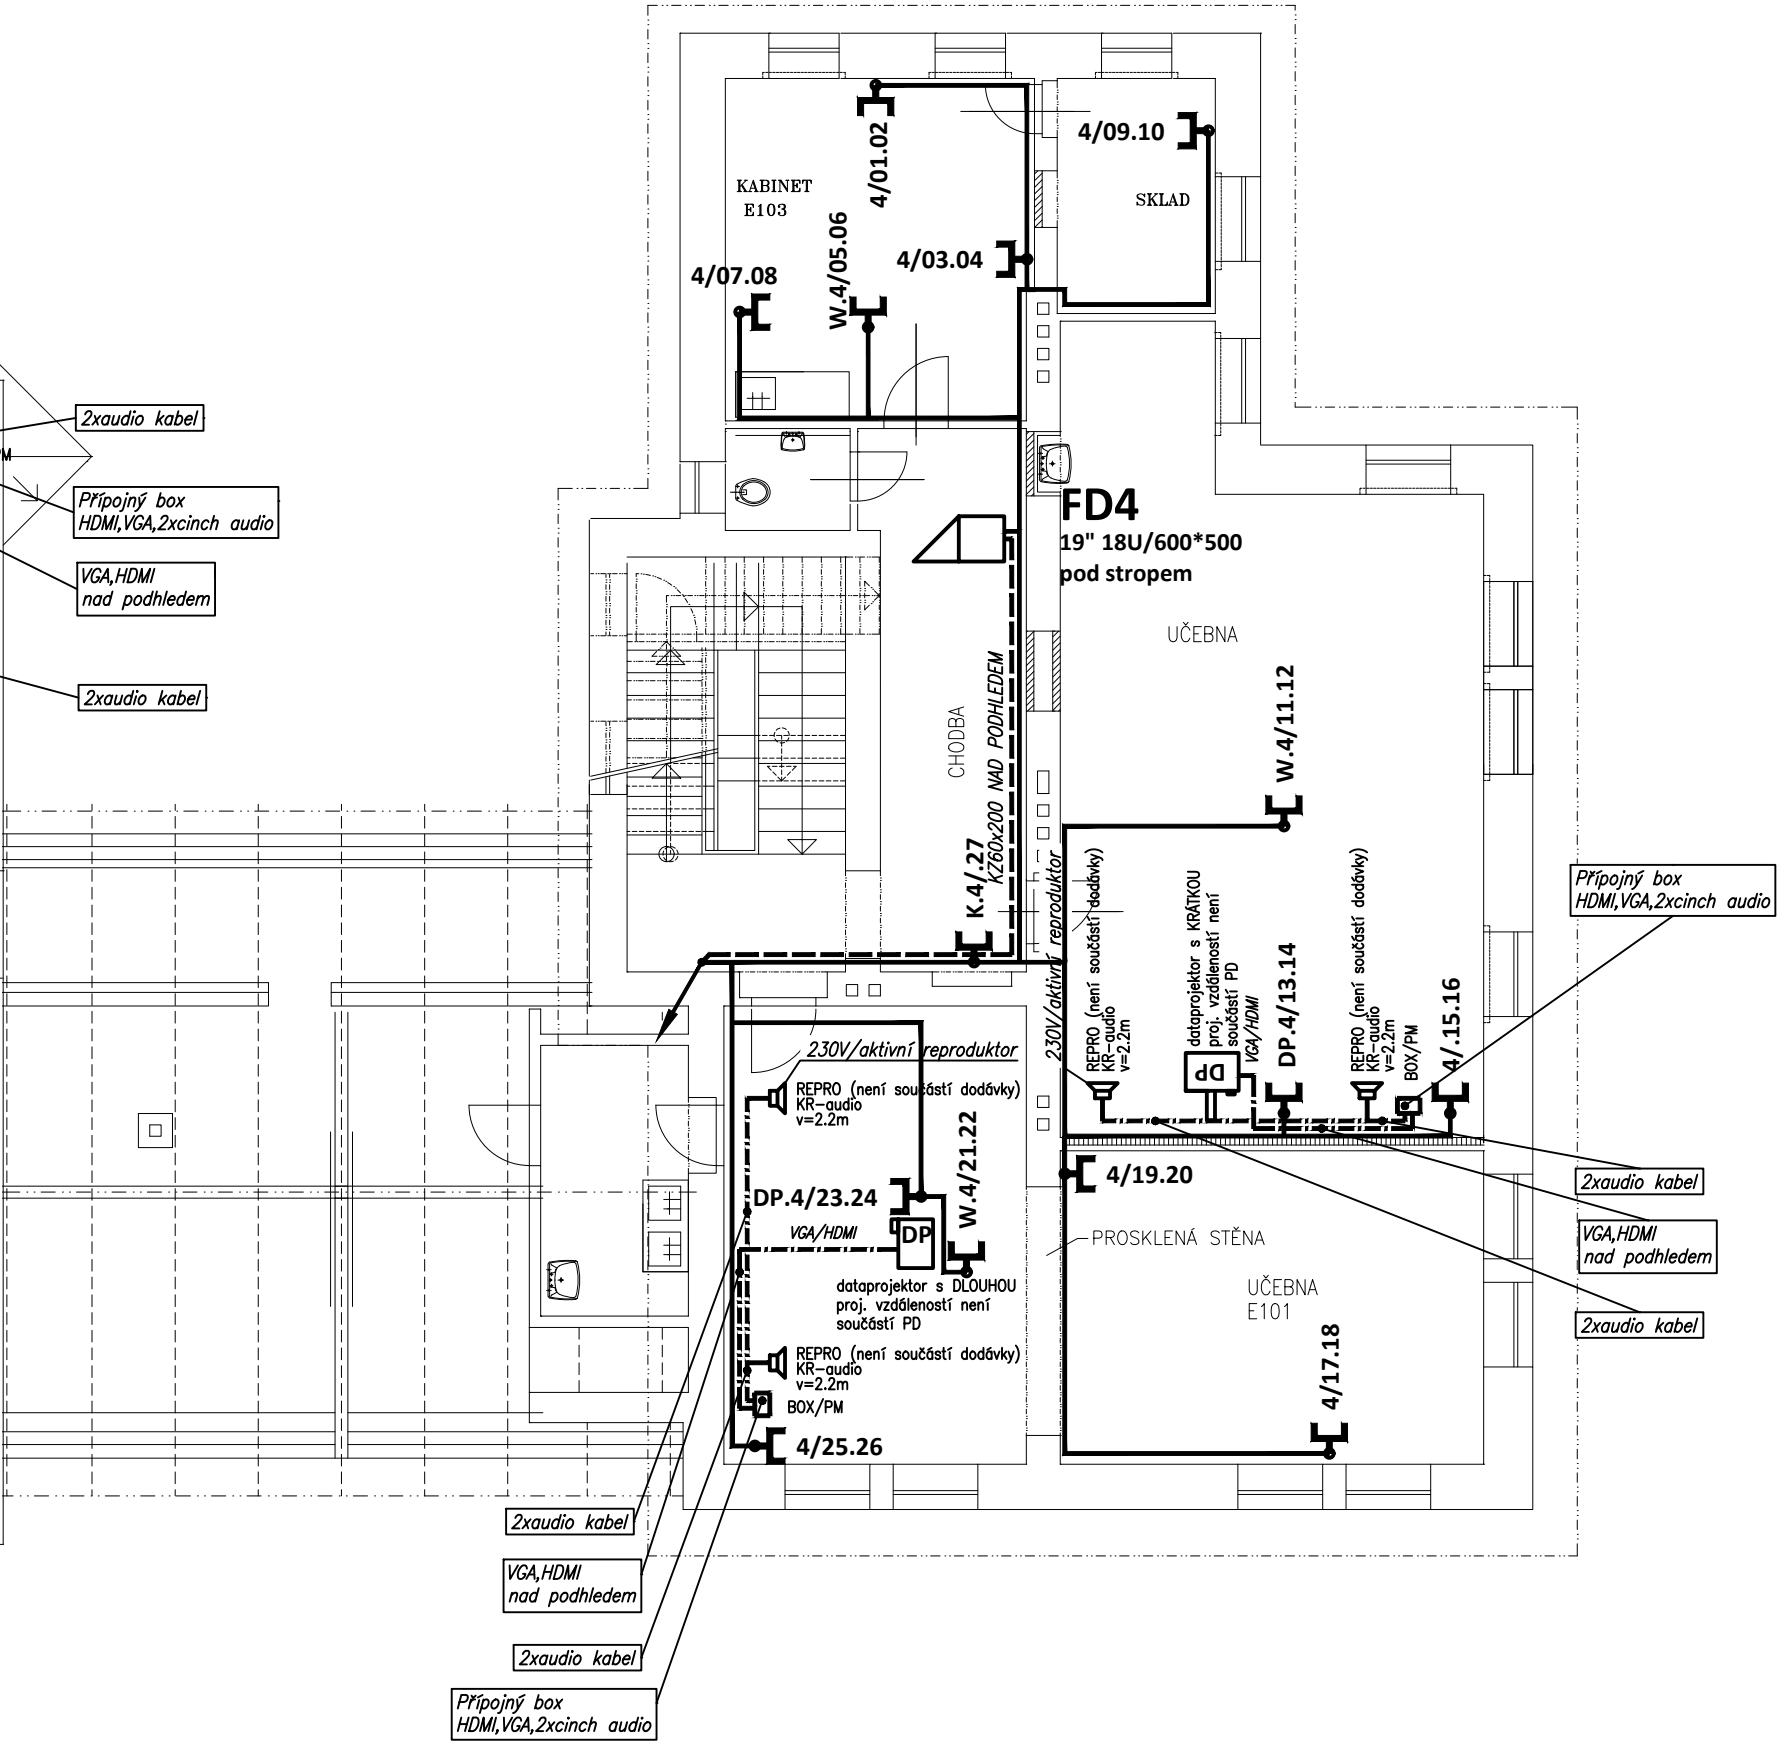 4/01.02
4/09.10
KABINET
E103
SKLAD
W.4/05.06
4/03.04
4/07.08
2xaudio kabel
Přípojný box
HDMI,VGA,2xcinch audio
VGA,HDMI
nad podhledem
2xaudio kabel
FD4
19" 18U/600*500
pod stropem
UČEBNA
CHODBA
KZ60x200 NAD PODHLEDEM
W.4/11.12
K.4/.27
230V/aktivní reproduktor
REPRO (není součástí dodávky)
KR-audio
v=2.2m
dataprojektor s KRÁTKOU
proj. vzdáleností není
součástí PD
VGA/HDMI
DP
DP.4/13.14
REPRO (není součástí dodávky)
KR-audio
v=2.2m
BOX/PM
4/.15.16
Přípojný box
HDMI,VGA,2xcinch audio
230V/aktivní reproduktor
REPRO (není součástí dodávky)
KR-audio
v=2.2m
W.4/21.22
DP.4/23.24
VGA/HDMI
DP
dataprojektor s DLOUHOU
proj. vzdáleností není
součástí PD
REPRO (není součástí dodávky)
KR-audio
v=2.2m
BOX/PM
4/25.26
4/19.20
PROSKLENÁ STĚNA
UČEBNA
E101
4/17.18
2xaudio kabel
VGA,HDMI
nad podhledem
2xaudio kabel
2xaudio kabel
VGA,HDMI
nad podhledem
2xaudio kabel
Přípojný box
HDMI,VGA,2xcinch audio